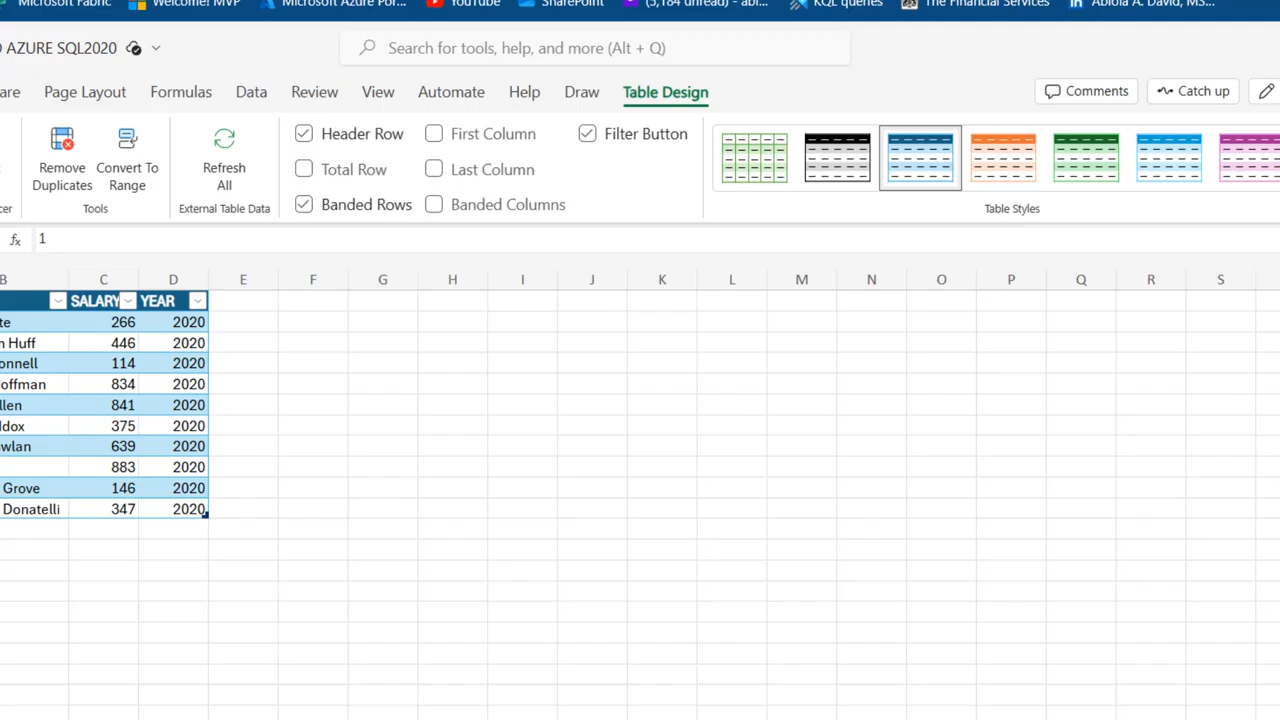 Microsoft Fabric Welcome! MVP Microsoft Azure Por... YouTube SharePoint (5,184 unread) - abi... KQL queries The Financial Services Abiola A. David, MS...
AZURE SQL2020 Search for tools, help, and more (Alt + Q)
are Page Layout Formulas Data Review View Automate Help Draw Table Design Comments Catch up
Header Row First Column Filter Button
Remove Duplicates Convert To Range Refresh All
Total Row Last Column
Banded Rows Banded Columns
cer Tools External Table Data Table Styles
fx 1
B C D E F G H I J K L M N O P Q R S
SALARY YEAR
te 266 2020
m Huff 446 2020
onnell 114 2020
offman 834 2020
llen 841 2020
ddox 375 2020
wlan 639 2020
883 2020
Grove 146 2020
Donatelli 347 2020